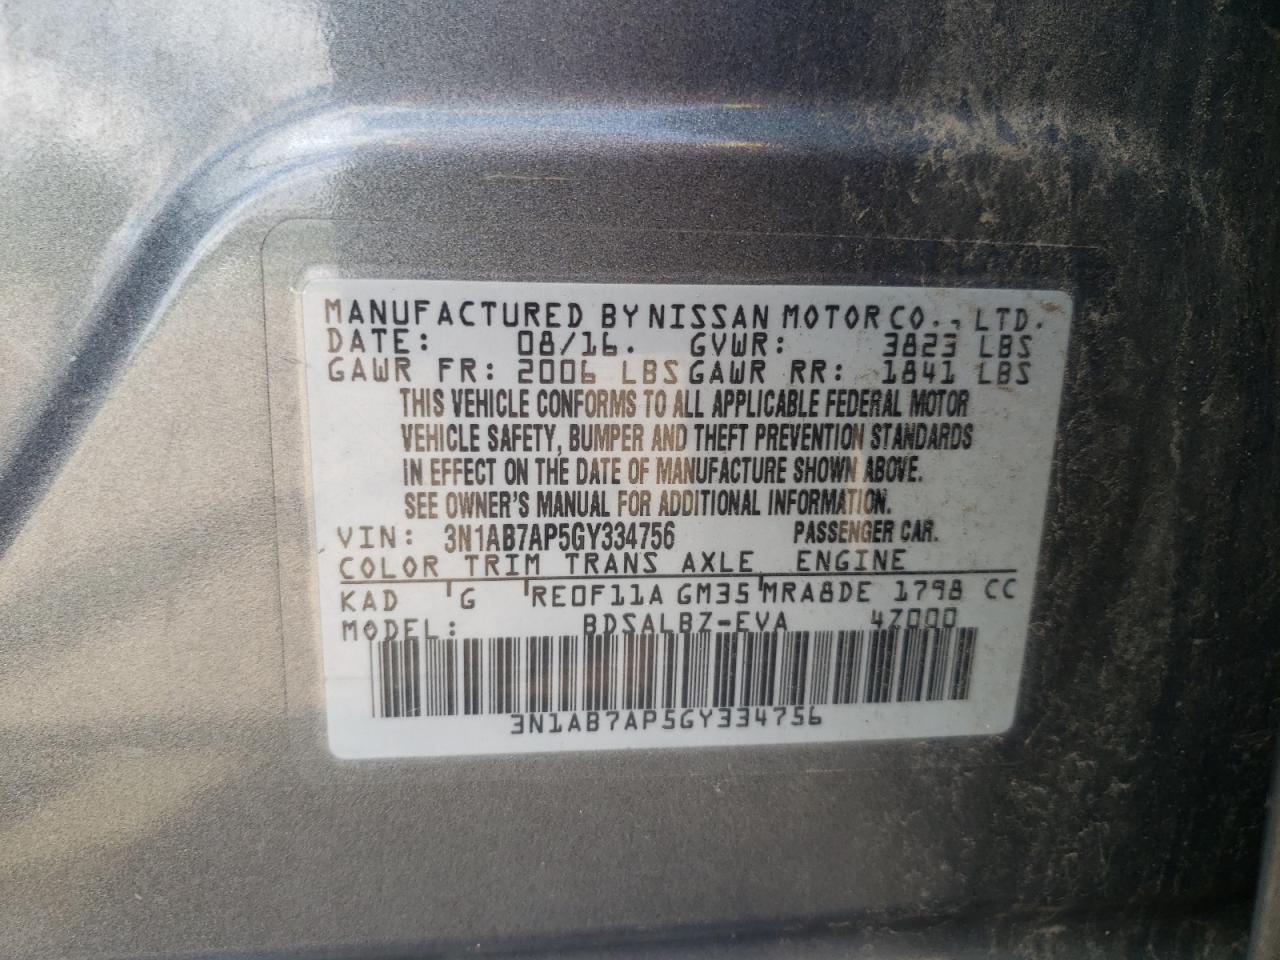 MANUFACTURED BY NISSAN MOTOR CO., LTD.
DATE: 08/16. GVWR: 3823 LBS
GAWR FR: 2006 LBS GAWR RR: 1841 LBS
THIS VEHICLE CONFORMS TO ALL APPLICABLE FEDERAL MOTOR
VEHICLE SAFETY, BUMPER AND THEFT PREVENTION STANDARDS
IN EFFECT ON THE DATE OF MANUFACTURE SHOWN ABOVE.
SEE OWNER'S MANUAL FOR ADDITIONAL INFORMATION.
VIN: 3N1AB7AP5GY334756 PASSENGER CAR.
COLOR TRIM TRANS AXLE ENGINE
KAD G RE0F11A GM35 MRA8DE 1798 CC
MODEL: BDSALBZ-EVA 4Z000
3N1AB7AP5GY334756